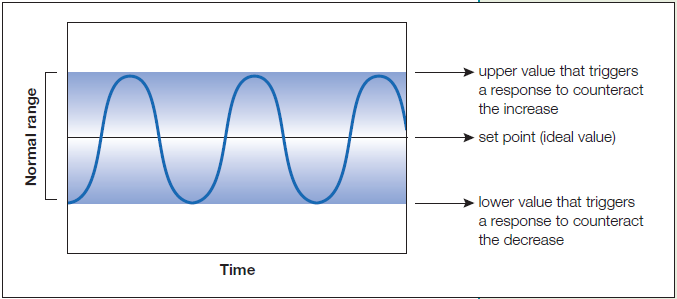 upper value that triggers
a response to counteract
the increase
Normal range
set point (ideal value)
lower value that triggers
a response to counteract
the decrease
Time